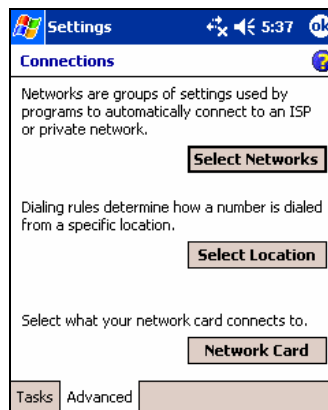 Settings 5:37 ok
Connections ?
Networks are groups of settings used by
programs to automatically connect to an ISP
or private network.
Select Networks
Dialing rules determine how a number is dialed
from a specific location.
Select Location
Select what your network card connects to.
Network Card
Tasks Advanced